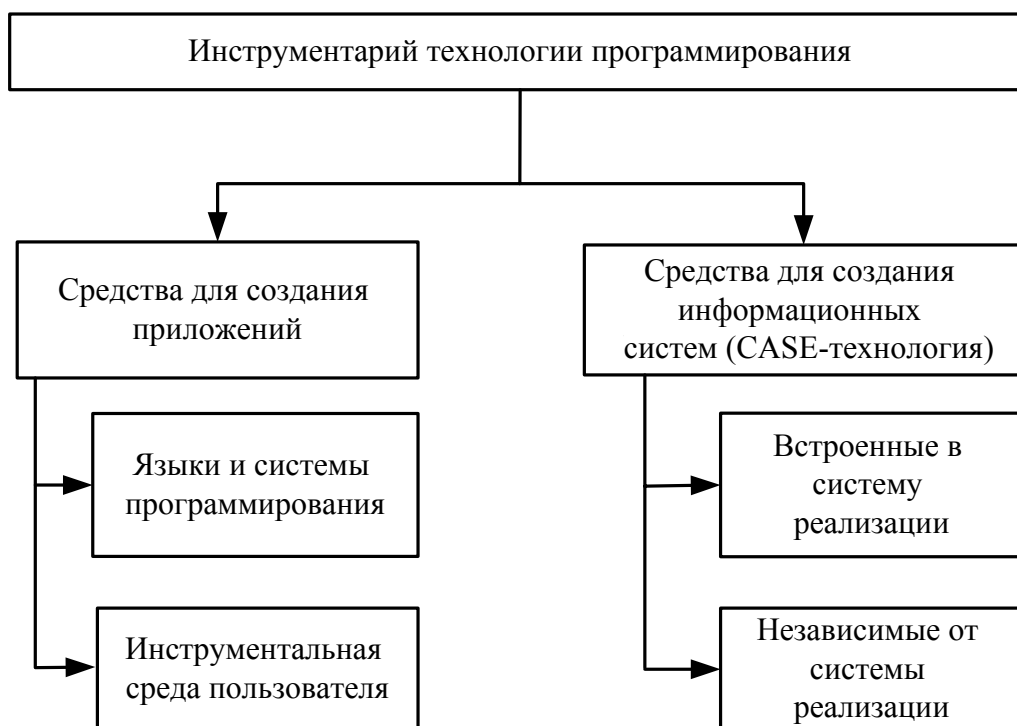 Инструментарий технологии программирования
Средства для создания
приложений
Средства для создания
информационных
систем (CASE-технология)
Языки и системы
программирования
Встроенные в
систему
реализации
Инструментальная
среда пользователя
Независимые от
системы
реализации